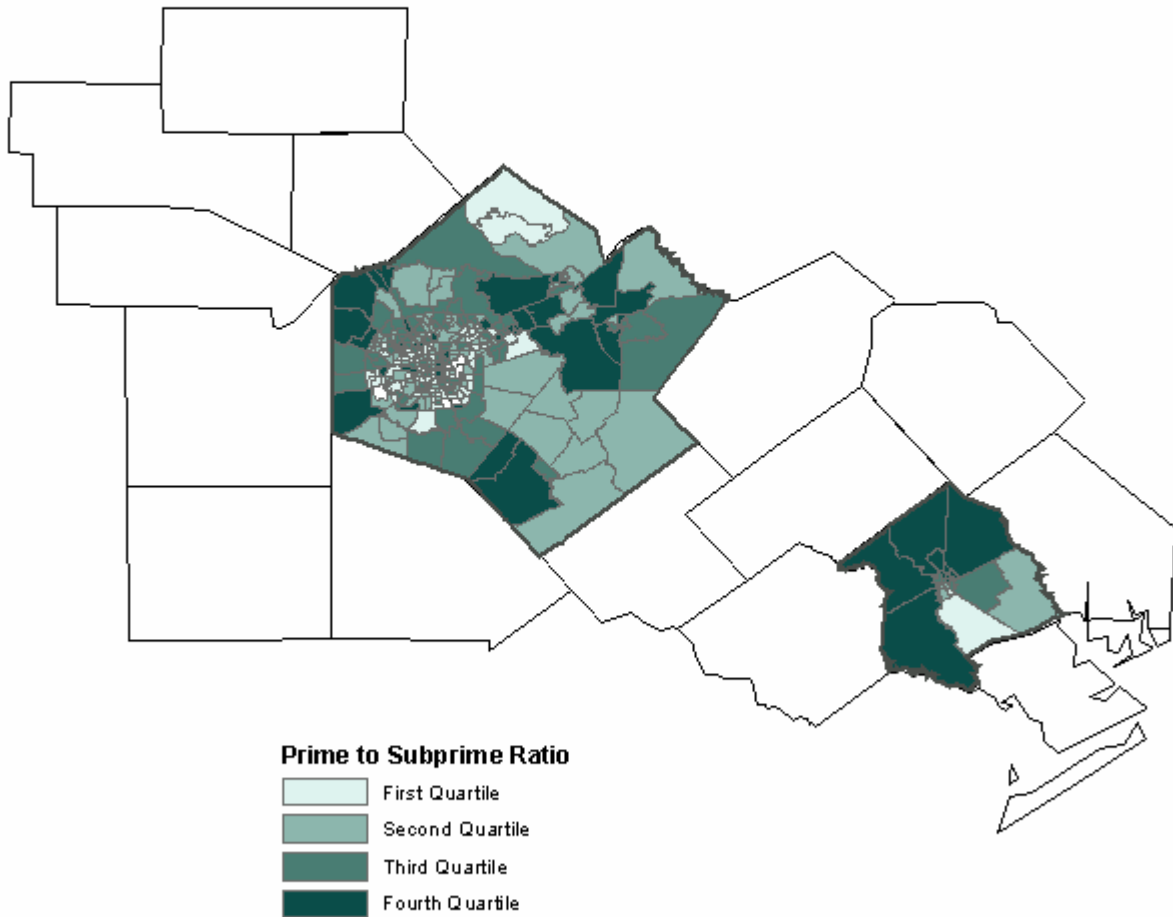 Prime to Subprime Ratio
First Quartile
Second Quartile
Third Quartile
Fourth Quartile